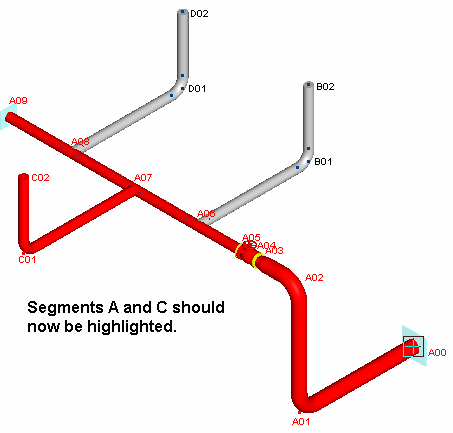 D02
A09
D01
B02
A08
C02
A07
B01
A06
A05
A04
A03
C01
A02
Segments A and C should
now be highlighted.
A00
A01